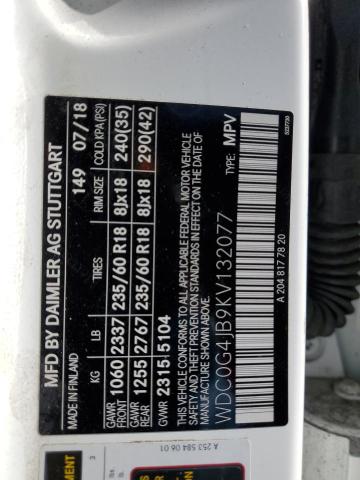 MFD BY DAIMLER AG STUTTGART
MADE IN FINLAND 149 07/18
KG LB TIRES RIM SIZE COLD KPA(PSI)
GAWR FRONT 1060 2337 235/60 R18 8Jx18 240(35)
GAWR REAR 1255 2767 235/60 R18 8Jx18 290(42)
GVWR 2315-5104
THIS VEHICLE CONFORMS TO ALL APPLICABLE FEDERAL MOTOR VEHICLE
SAFETY AND THEFT PREVENTION STANDARDS IN EFFECT ON THE DATE OF
MANUFACTURE SHOWN ABOVE
WDC0G4JB9KV132077 TYPE: MPV
A 204 817 78 20 5237730
A 253 584 06 01
3
lbs
lb.